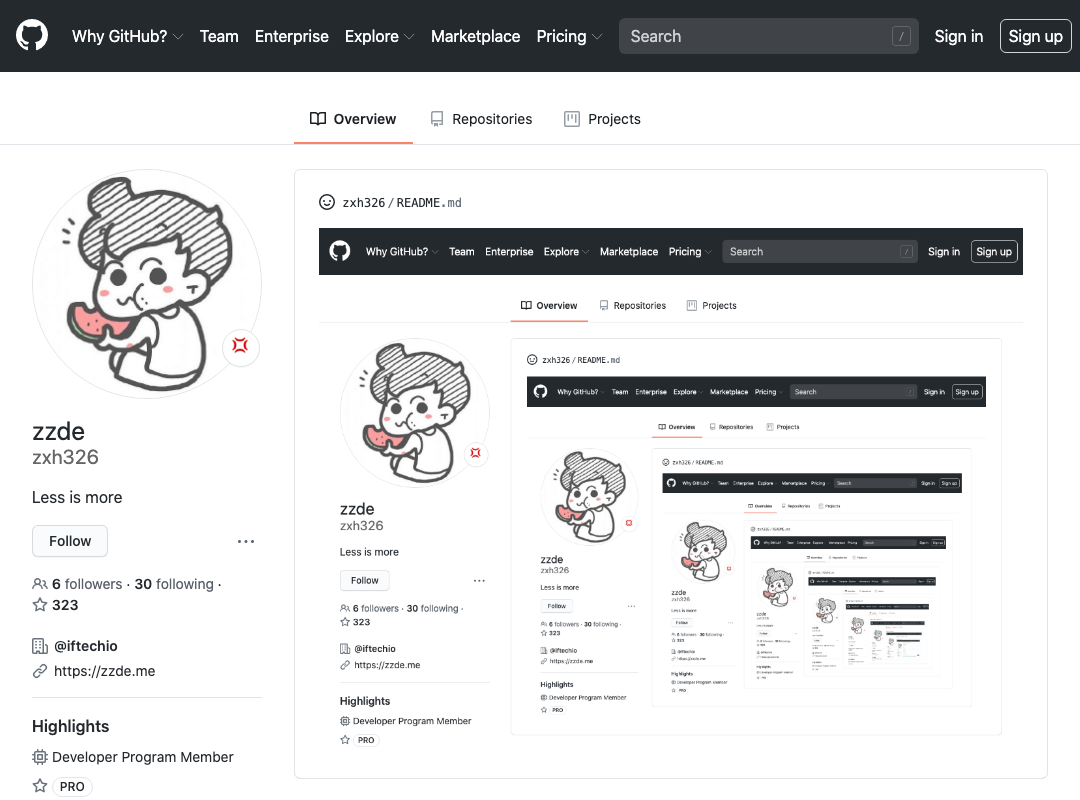 Why GitHub? Team Enterprise Explore Marketplace Pricing Search / Sign in Sign up
Overview Repositories Projects
zzde
zxh326
Less is more
Follow ...
6 followers · 30 following ·
323
@iftechio
https://zzde.me
Highlights
Developer Program Member
PRO
zxh326/README.md
Why GitHub? Team Enterprise Explore Marketplace Pricing Search / Sign in Sign up
Overview Repositories Projects
zzde
zxh326
Less is more
Follow ...
6 followers · 30 following ·
323
@iftechio
https://zzde.me
Highlights
Developer Program Member
PRO
zxh326/README.md
Why GitHub? Team Enterprise Explore Marketplace Pricing Search Sign in Sign up
Overview Repositories Projects
zzde
zxh326
Less is more
Follow ...
6 followers · 30 following ·
323
@iftechio
https://zzde.me
Highlights
Developer Program Member
PRO
zxh326/README.md
Why GitHub? Team Enterprise Explore Marketplace Pricing Search Sign in Sign up
Overview Repositories Projects
zzde
zxh326
Less is more
Follow
6 followers · 30 following ·
323
@iftechio
https://zzde.me
Highlights
Developer Program Member
PRO